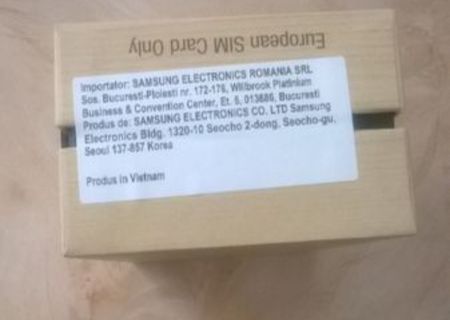 European SIM Card Only
Importator: SAMSUNG ELECTRONICS ROMANIA SRL
Sos. Bucuresti-Ploiesti nr. 172-176, Willbrook Platinium
Business & Convention Center, Et. 5, 013686, Bucuresti
Produs de: SAMSUNG ELECTRONICS CO. LTD Samsung
Electronics Bldg. 1320-10 Seocho 2-dong, Seocho-gu,
Seoul 137-857 Korea
Produs in Vietnam